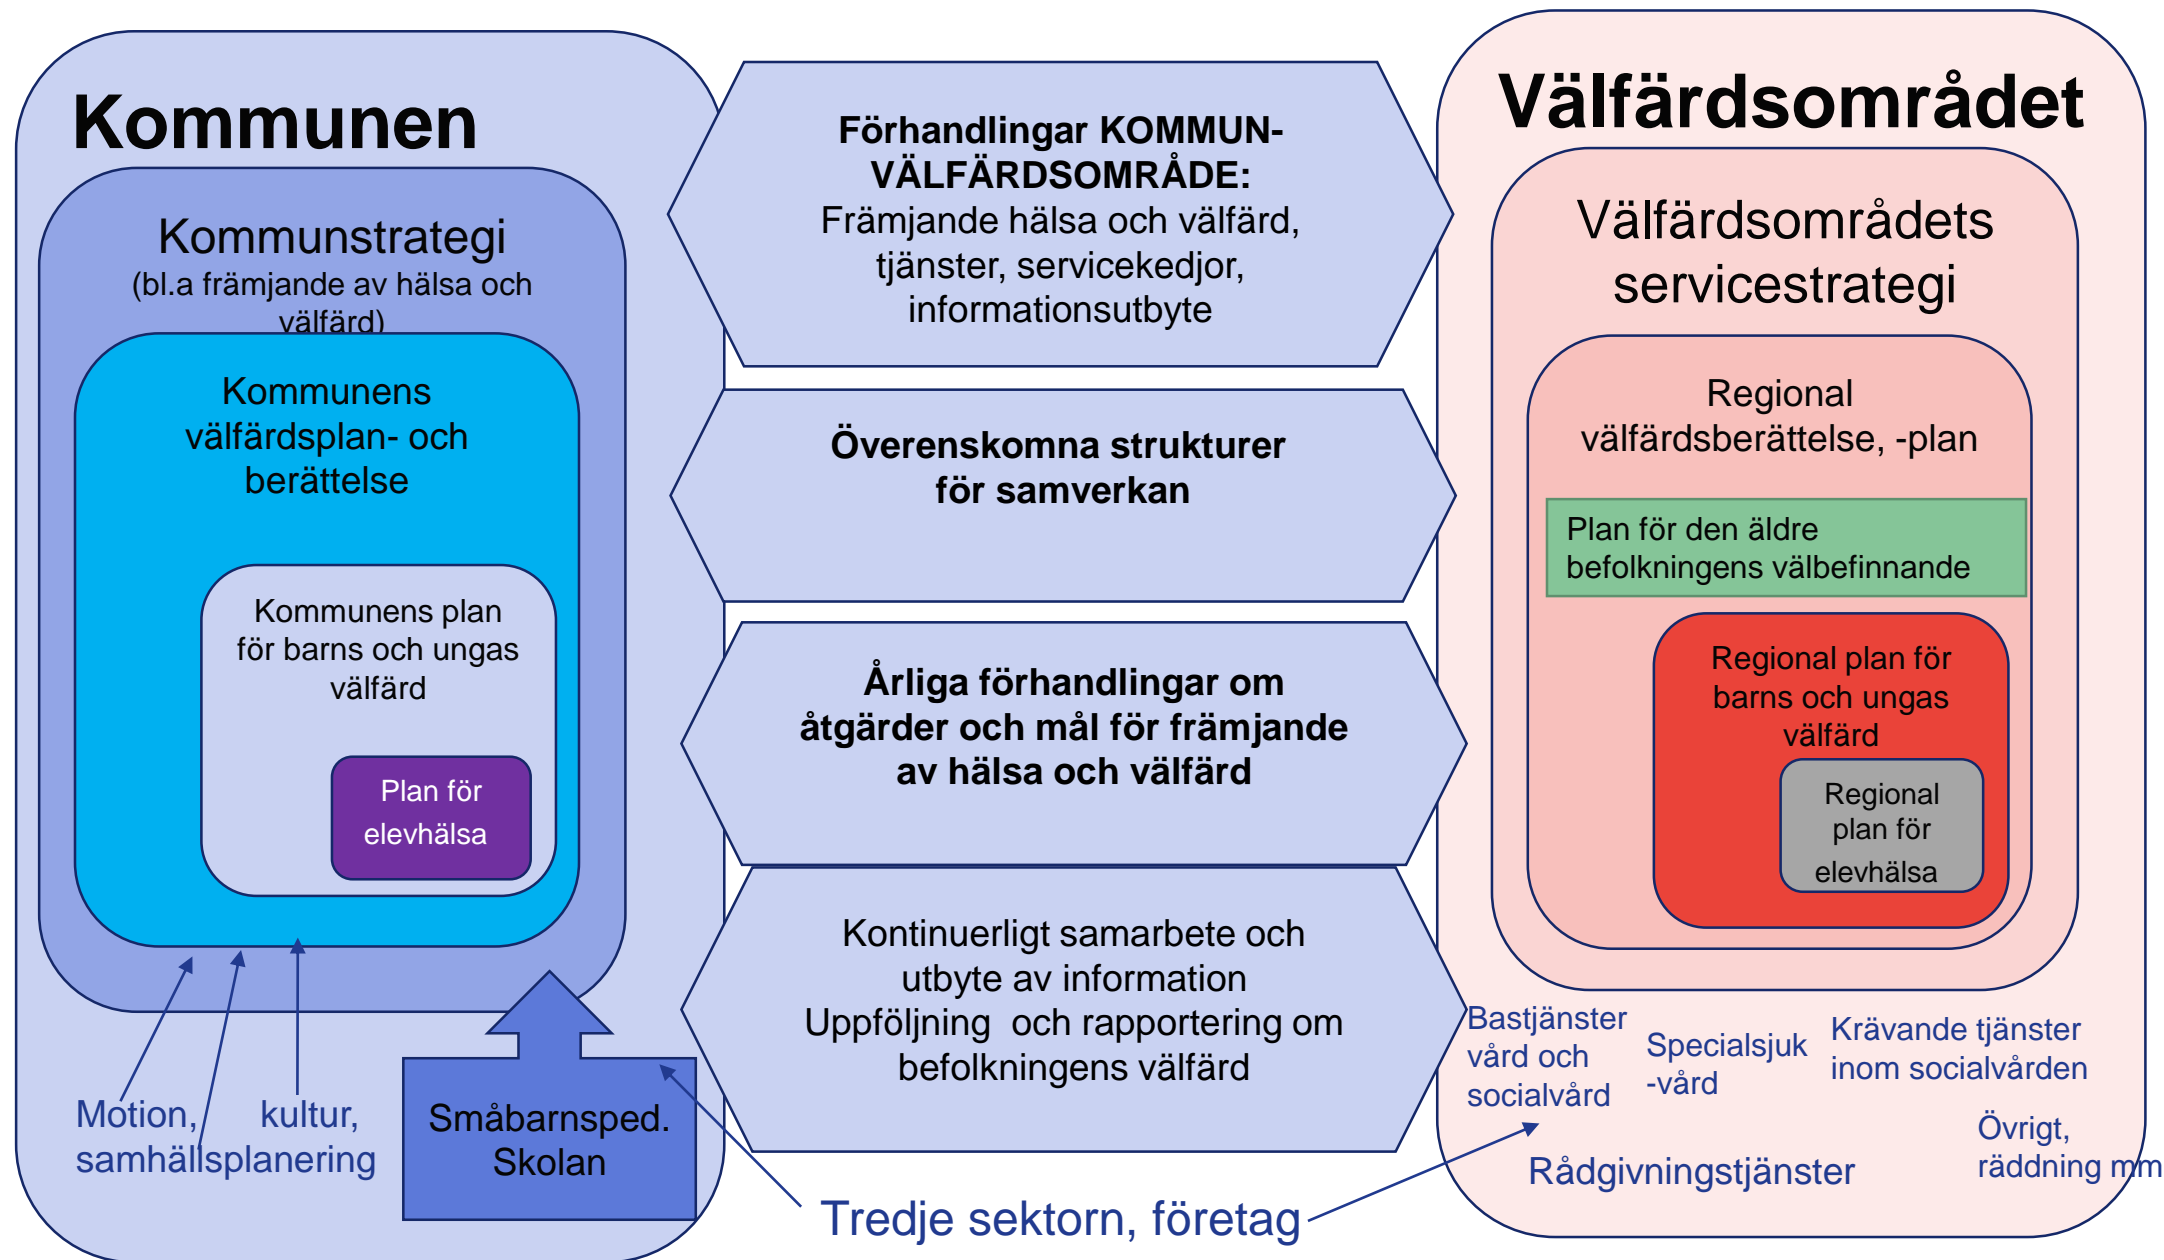 Kommunen
Kommunstrategi
(bl.a främjande av hälsa och
välfärd)
Kommunens
välfärdsplan- och
berättelse
Kommunens plan
för barns och ungas
välfärd
Plan för
elevhälsa
Motion, kultur,
samhällsplanering
Småbarnsped.
Skolan
Förhandlingar KOMMUN-
VÄLFÄRDSOMRÅDE:
Främjande hälsa och välfärd,
tjänster, servicekedjor,
informationsutbyte
Överenskomna strukturer
för samverkan
Årliga förhandlingar om
åtgärder och mål för främjande
av hälsa och välfärd
Kontinuerligt samarbete och
utbyte av information
Uppföljning och rapportering om
befolkningens välfärd
Tredje sektorn, företag
Välfärdsområdet
Välfärdsområdets
servicestrategi
Regional
välfärdsberättelse, -plan
Plan för den äldre
befolkningens välbefinnande
Regional plan för
barns och ungas
välfärd
Regional
plan för
elevhälsa
Bastjänster
vård och
socialvård
Specialsjuk
-vård
Krävande tjänster
inom socialvården
Rådgivningstjänster
Övrigt,
räddning mm